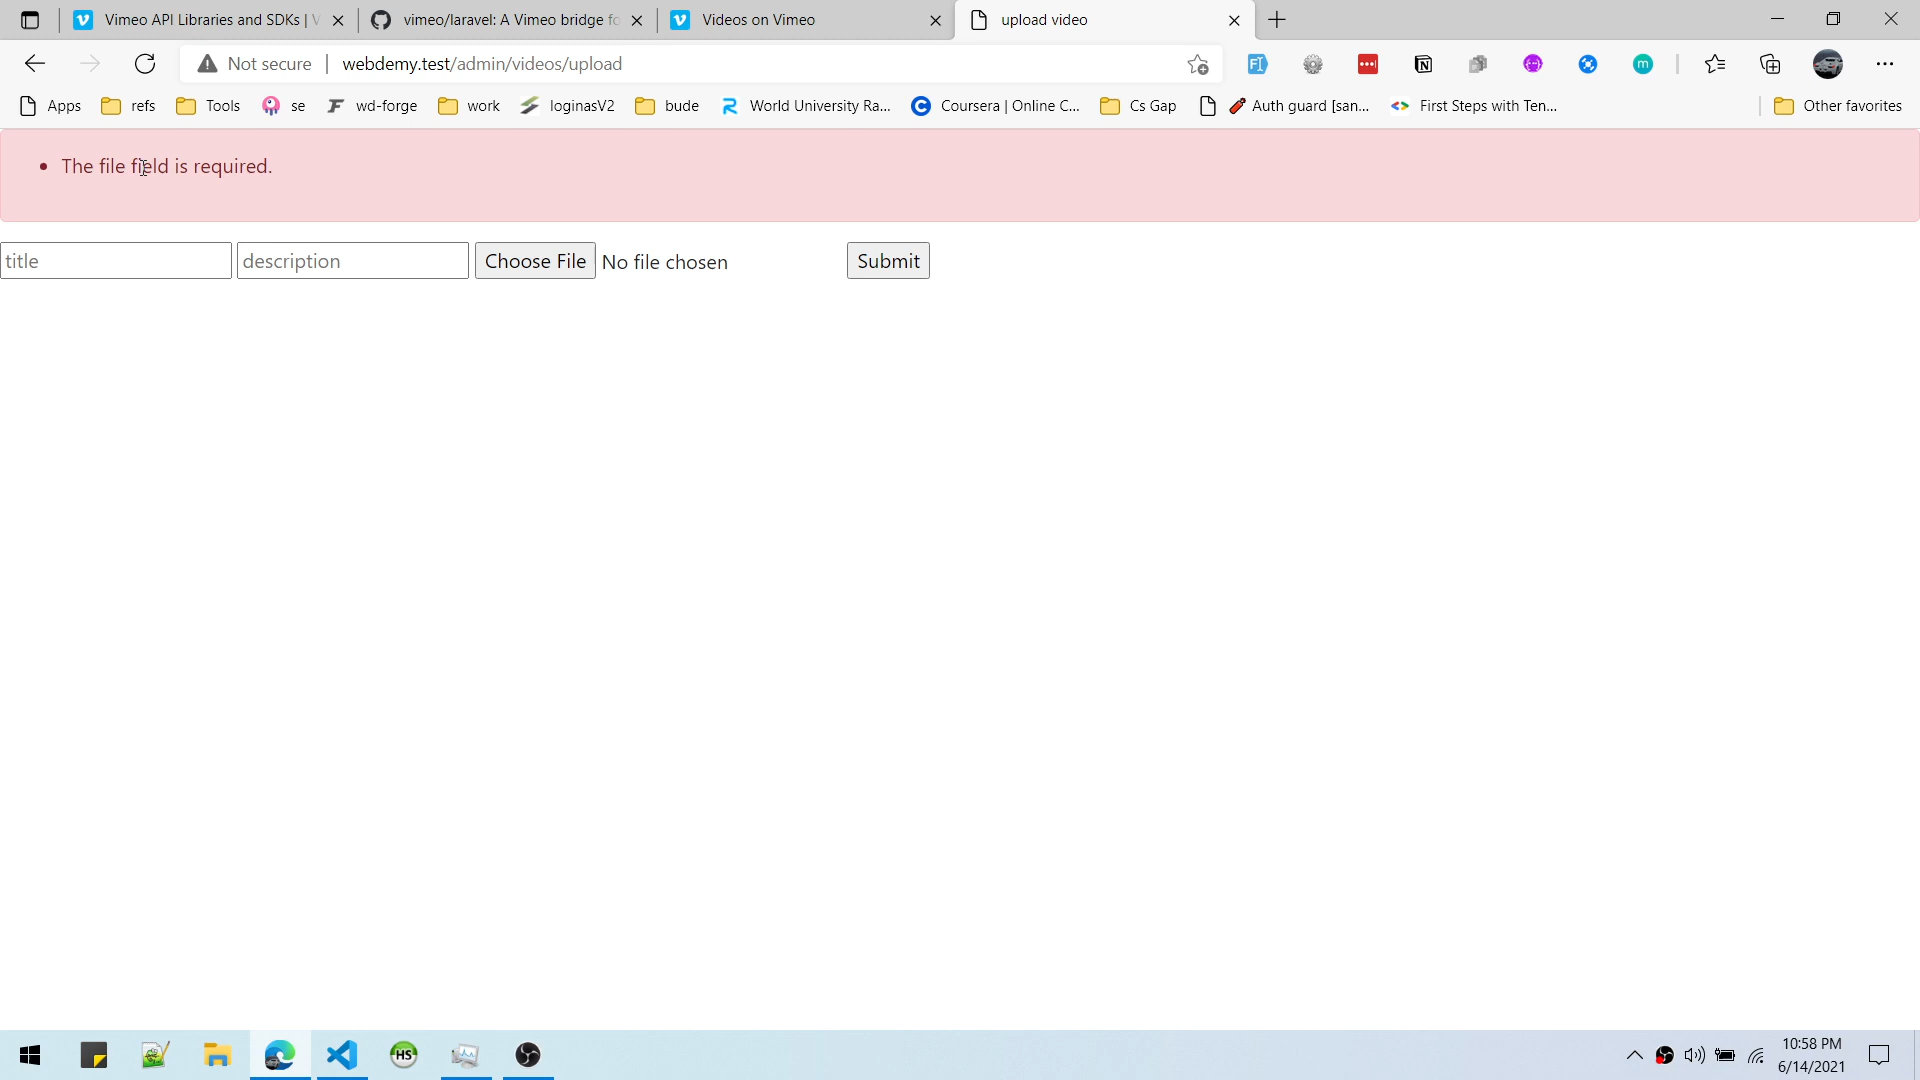 Vimeo API Libraries and SDKs | V
vimeo/laravel: A Vimeo bridge fo
Videos on Vimeo
upload video
Not secure
webdemy.test/admin/videos/upload
Apps
refs
Tools
se
wd-forge
work
loginasV2
bude
World University Ra...
Coursera | Online C...
Cs Gap
Auth guard [san...
First Steps with Ten...
Other favorites
• The file field is required.
title
description
Choose File
No file chosen
Submit
HS
10:58 PM
6/14/2021